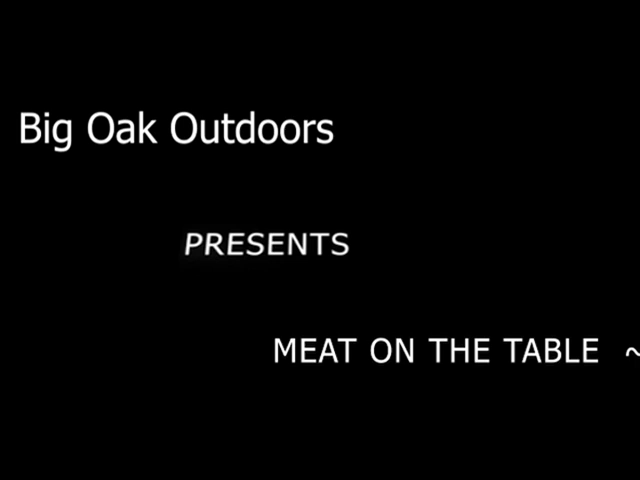 Big Oak Outdoors
PRESENTS
MEAT ON THE TABLE ~